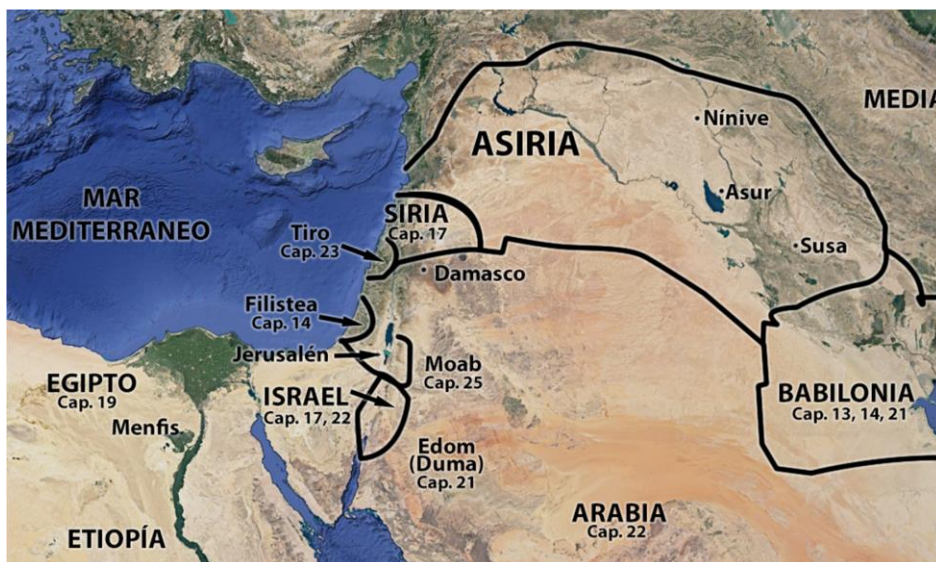 MEDIA
Nínive
ASIRIA
Asur
MAR
MEDITERRANEO
SIRIA
Cap. 17
Tiro
Cap. 23
Susa
Damasco
Filistea
Cap. 14
Jerusalén
Moab
Cap. 25
EGIPTO
Cap. 19
ISRAEL
Cap. 17, 22
BABILONIA
Cap. 13, 14, 21
Menfis
Edom
(Duma)
Cap. 21
ARABIA
Cap. 22
ETIOPÍA